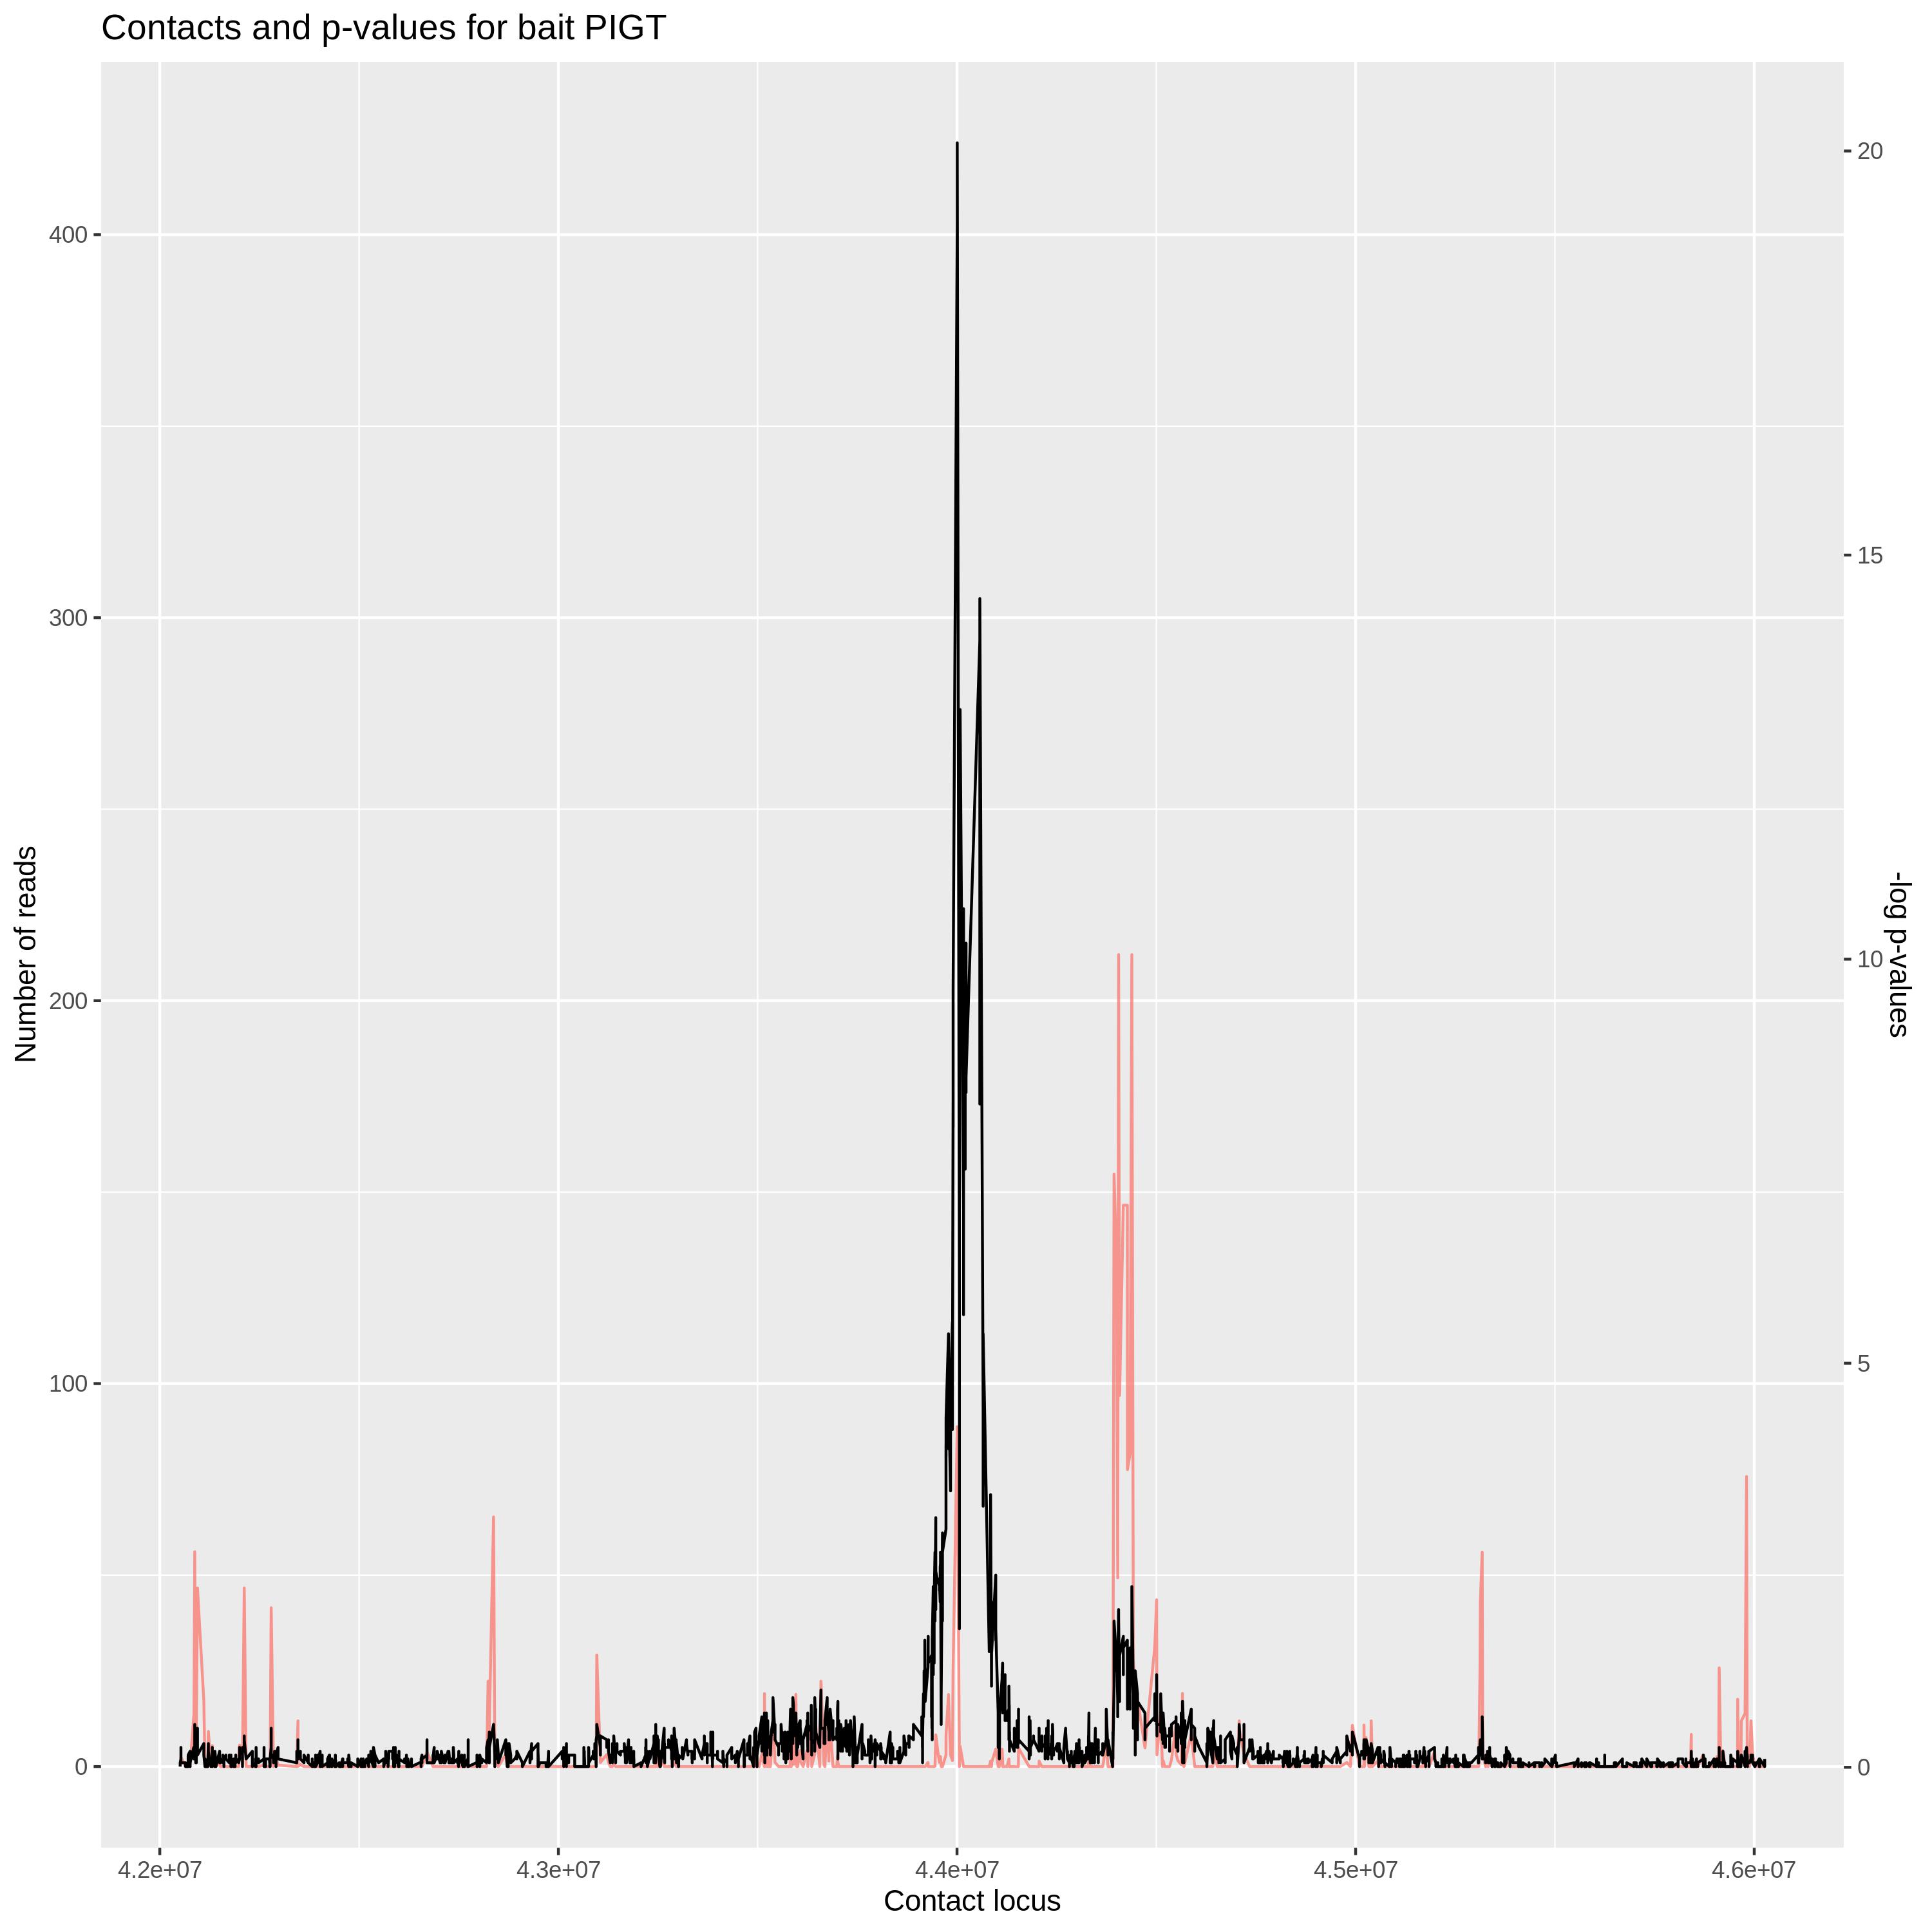 Contacts and p-values for bait PIGT
Number of reads
400
300
200
100
0
20
15
10
5
0
-log p-values
4.2e+07 4.3e+07 4.4e+07 4.5e+07 4.6e+07
Contact locus